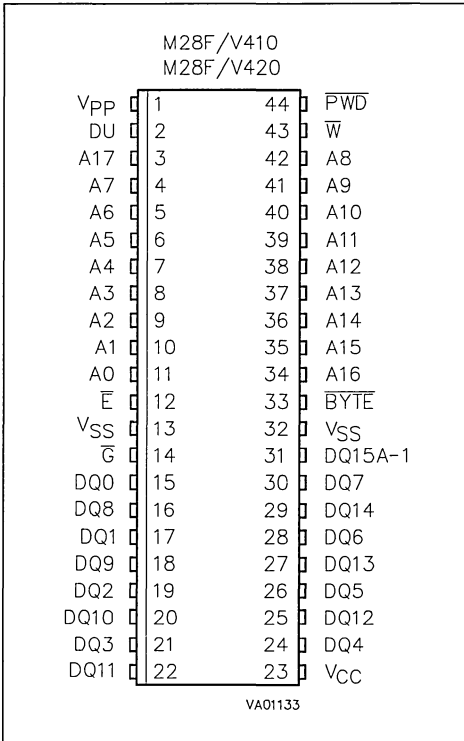 M28F/V410
M28F/V420
VPP 1 44 P̅W̅D̅
DU 2 43 W̅
A17 3 42 A8
A7 4 41 A9
A6 5 40 A10
A5 6 39 A11
A4 7 38 A12
A3 8 37 A13
A2 9 36 A14
A1 10 35 A15
A0 11 34 A16
E̅ 12 33 B̅Y̅T̅E̅
VSS 13 32 VSS
G̅ 14 31 DQ15A-1
DQ0 15 30 DQ7
DQ8 16 29 DQ14
DQ1 17 28 DQ6
DQ9 18 27 DQ13
DQ2 19 26 DQ5
DQ10 20 25 DQ12
DQ3 21 24 DQ4
DQ11 22 23 VCC
VA01133